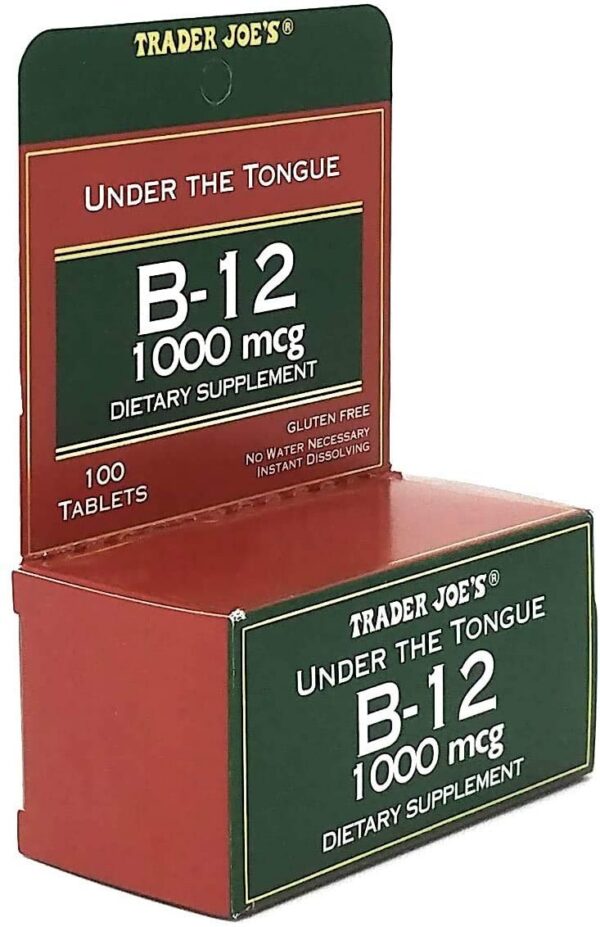 TRADER JOE'S®
UNDER THE TONGUE
B-12
1000 mcg
DIETARY SUPPLEMENT
GLUTEN FREE
NO WATER NECESSARY
INSTANT DISSOLVING
100
TABLETS
TRADER JOE'S®
UNDER THE TONGUE
B-12
1000 mcg
DIETARY SUPPLEMENT